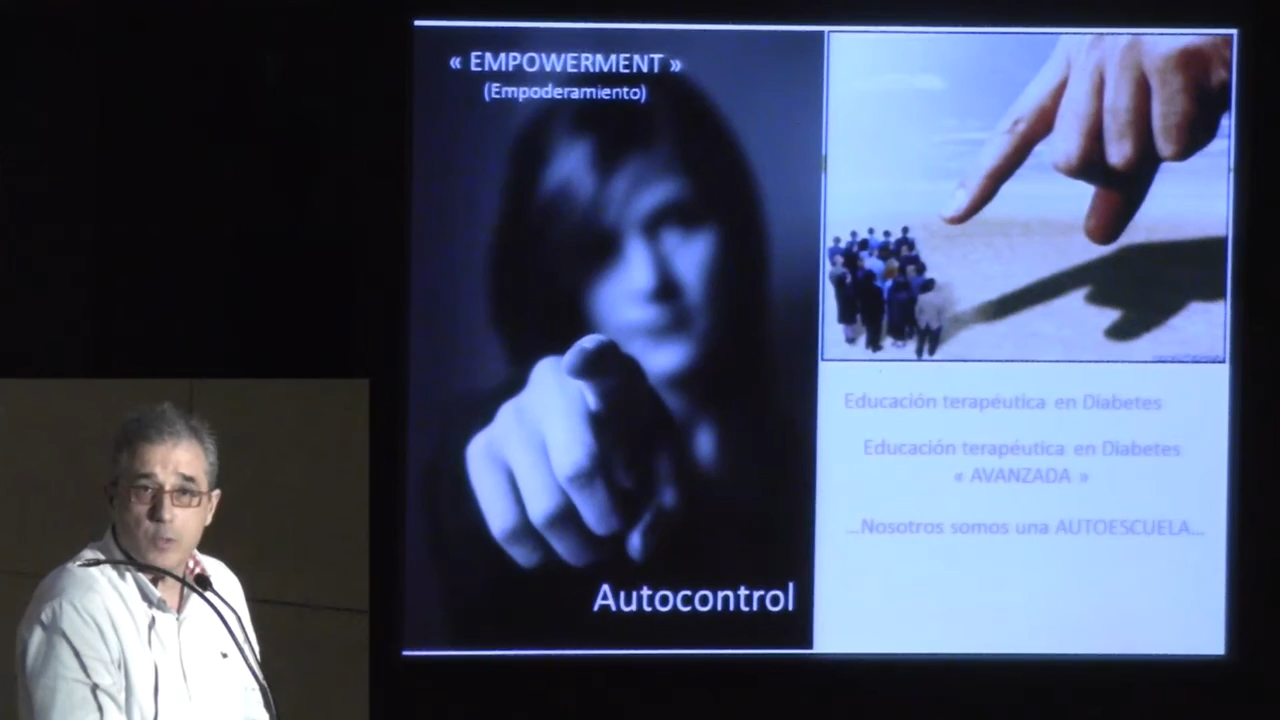 « EMPOWERMENT »
(Empoderamiento)
Autocontrol
Educación terapéutica en Diabetes
Educación terapéutica en Diabetes
« AVANZADA »
...Nosotros somos una AUTOESCUELA...